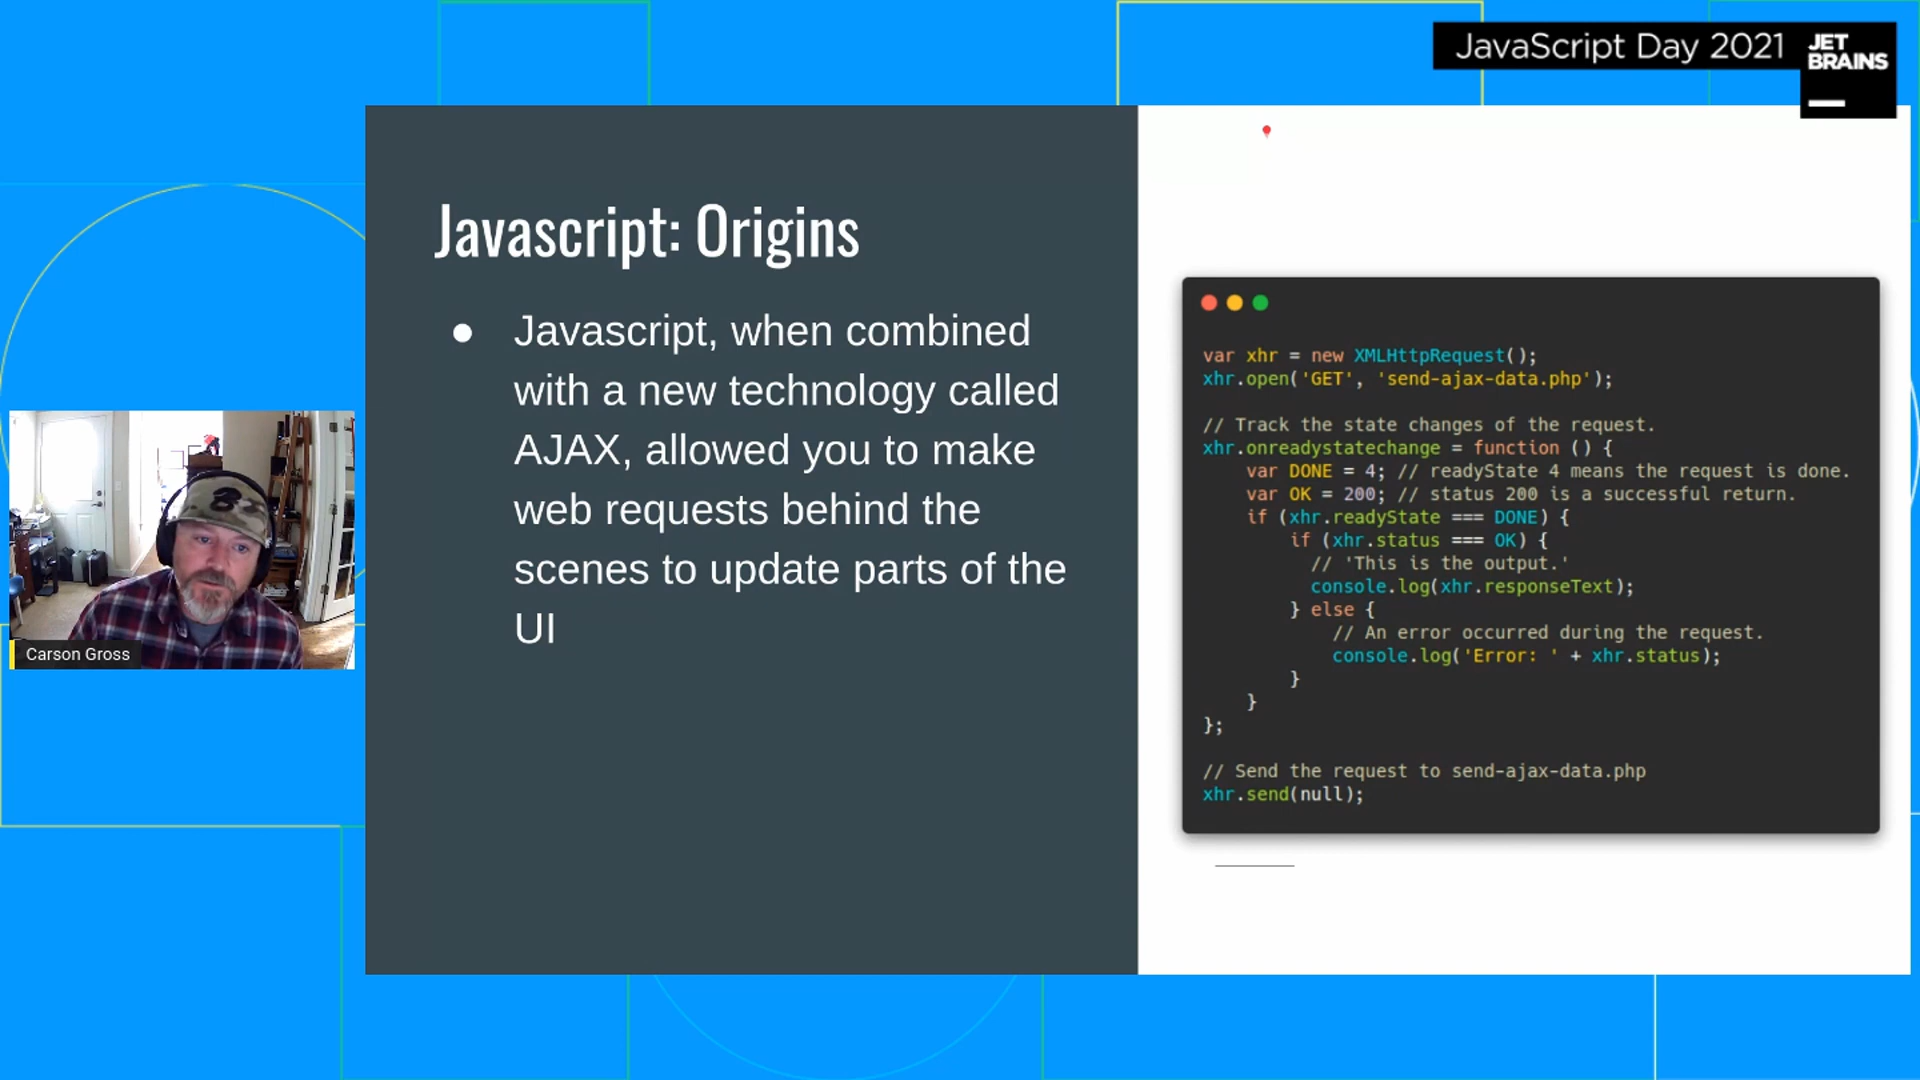 JavaScript Day 2021
JET
BRAINS
Javascript: Origins
● Javascript, when combined
with a new technology called
AJAX, allowed you to make
web requests behind the
scenes to update parts of the
UI
var xhr = new XMLHttpRequest();
xhr.open('GET', 'send-ajax-data.php');
// Track the state changes of the request.
xhr.onreadystatechange = function () {
    var DONE = 4; // readyState 4 means the request is done.
    var OK = 200; // status 200 is a successful return.
    if (xhr.readyState === DONE) {
        if (xhr.status === OK) {
          // 'This is the output.'
          console.log(xhr.responseText);
        } else {
            // An error occurred during the request.
            console.log('Error: ' + xhr.status);
        }
    }
};
// Send the request to send-ajax-data.php
xhr.send(null);
Carson Gross